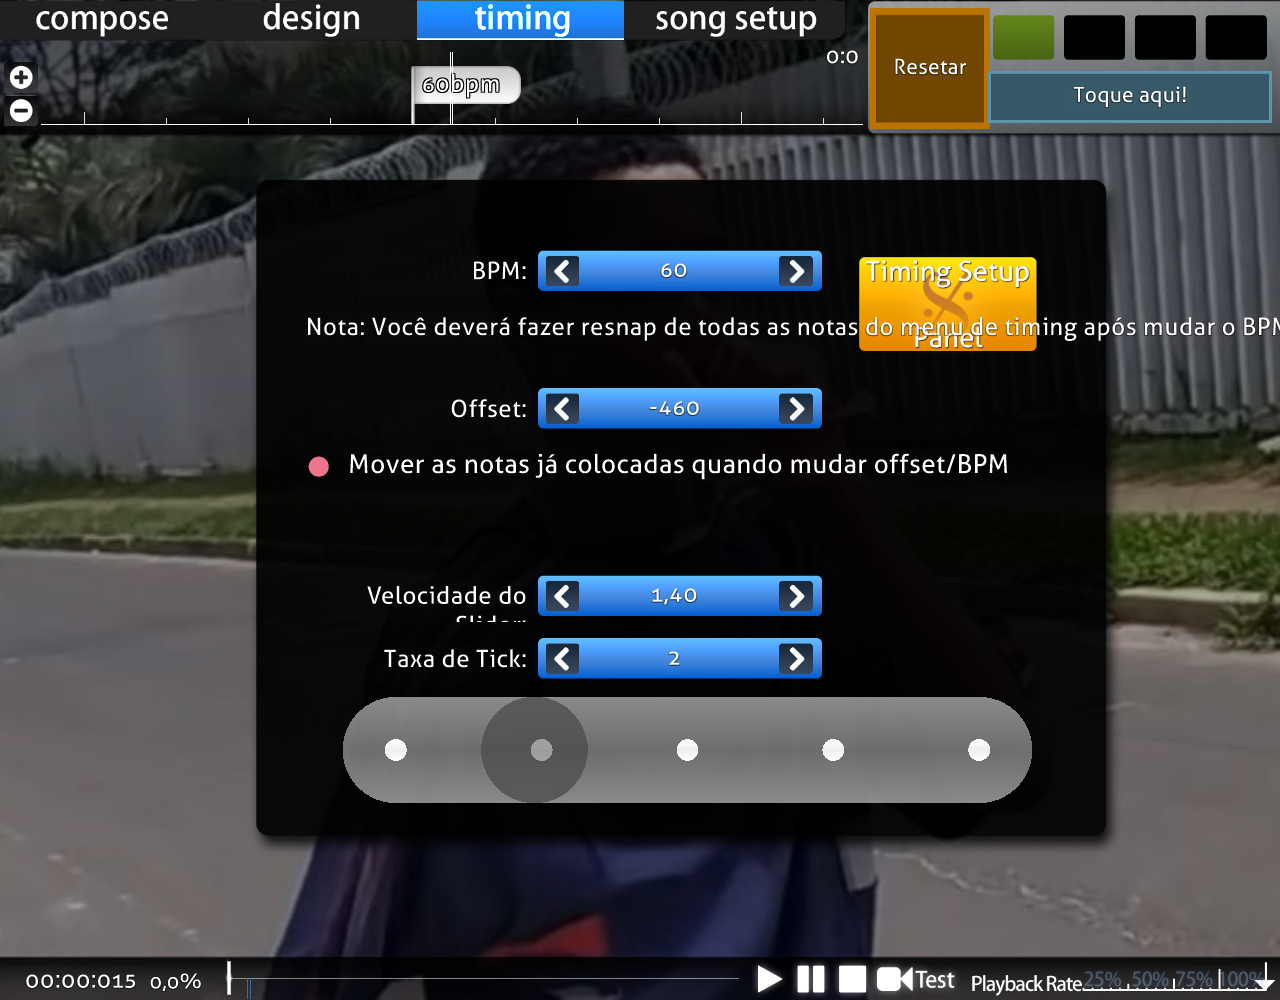 compose
design
timing
song setup
0:0
60bpm
Resetar
Toque aqui!
BPM:
60
Timing Setup
Panel
Nota: Você deverá fazer resnap de todas as notas do menu de timing após mudar o BPM
Offset:
-460
Mover as notas já colocadas quando mudar offset/BPM
Velocidade do
Slider
1,40
Taxa de Tick:
2
00:00:015
0,0%
Test
Playback Rate
25%
50%
75%
100%